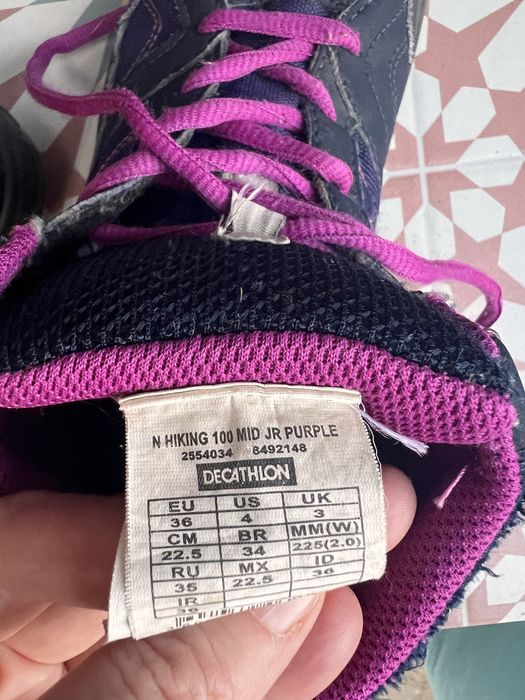 N HIKING 100 MID JR PURPLE
2554034 8492148
DECATHLON
EU US UK
36 4 3
CM BR MM(W)
22.5 34 225(2.0)
RU MX ID
35 22.5 36
IR